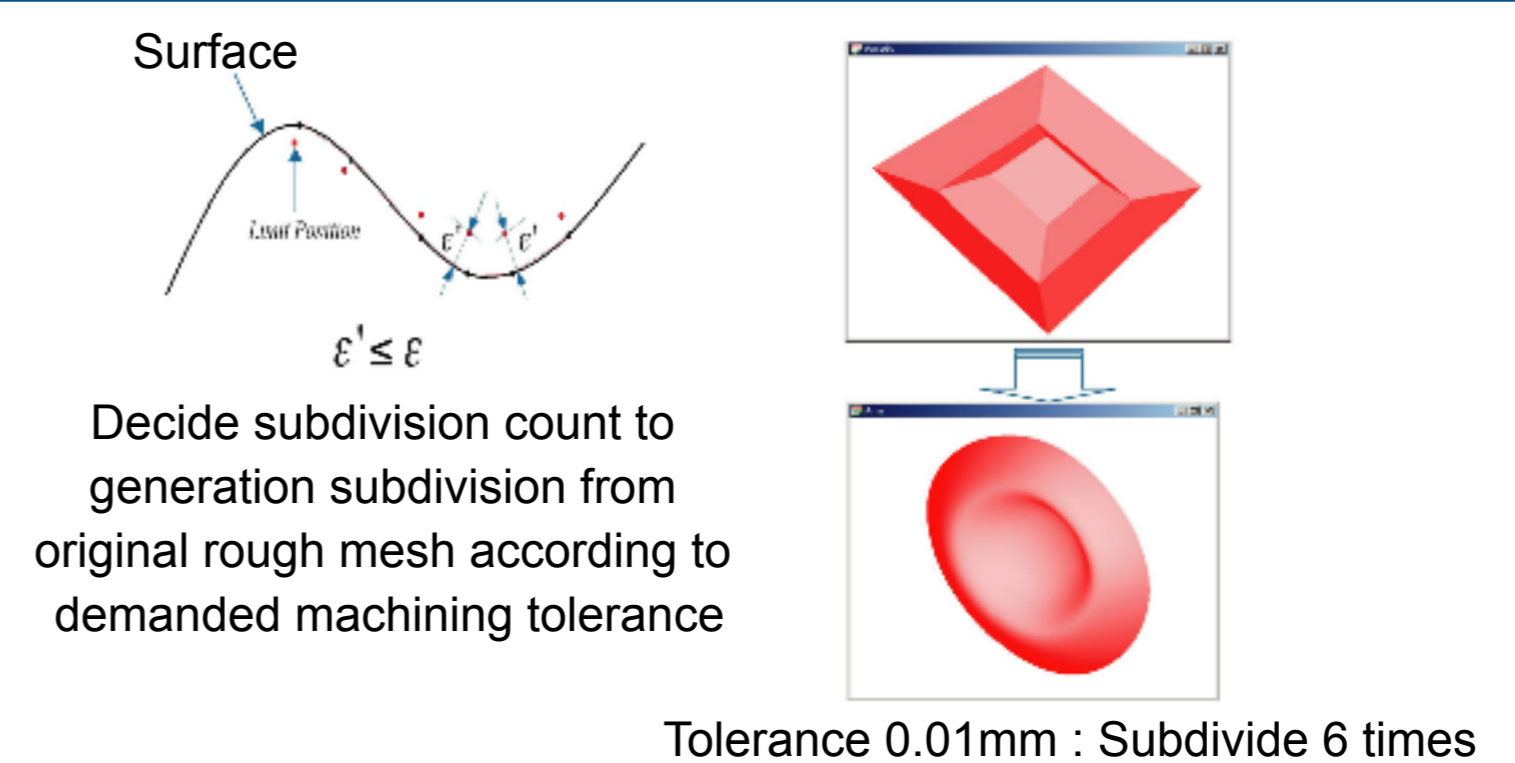 Surface
Limit Position
ε' ε'
ε' ≤ ε
Decide subdivision count to
generation subdivision from
original rough mesh according to
demanded machining tolerance
Tolerance 0.01mm : Subdivide 6 times